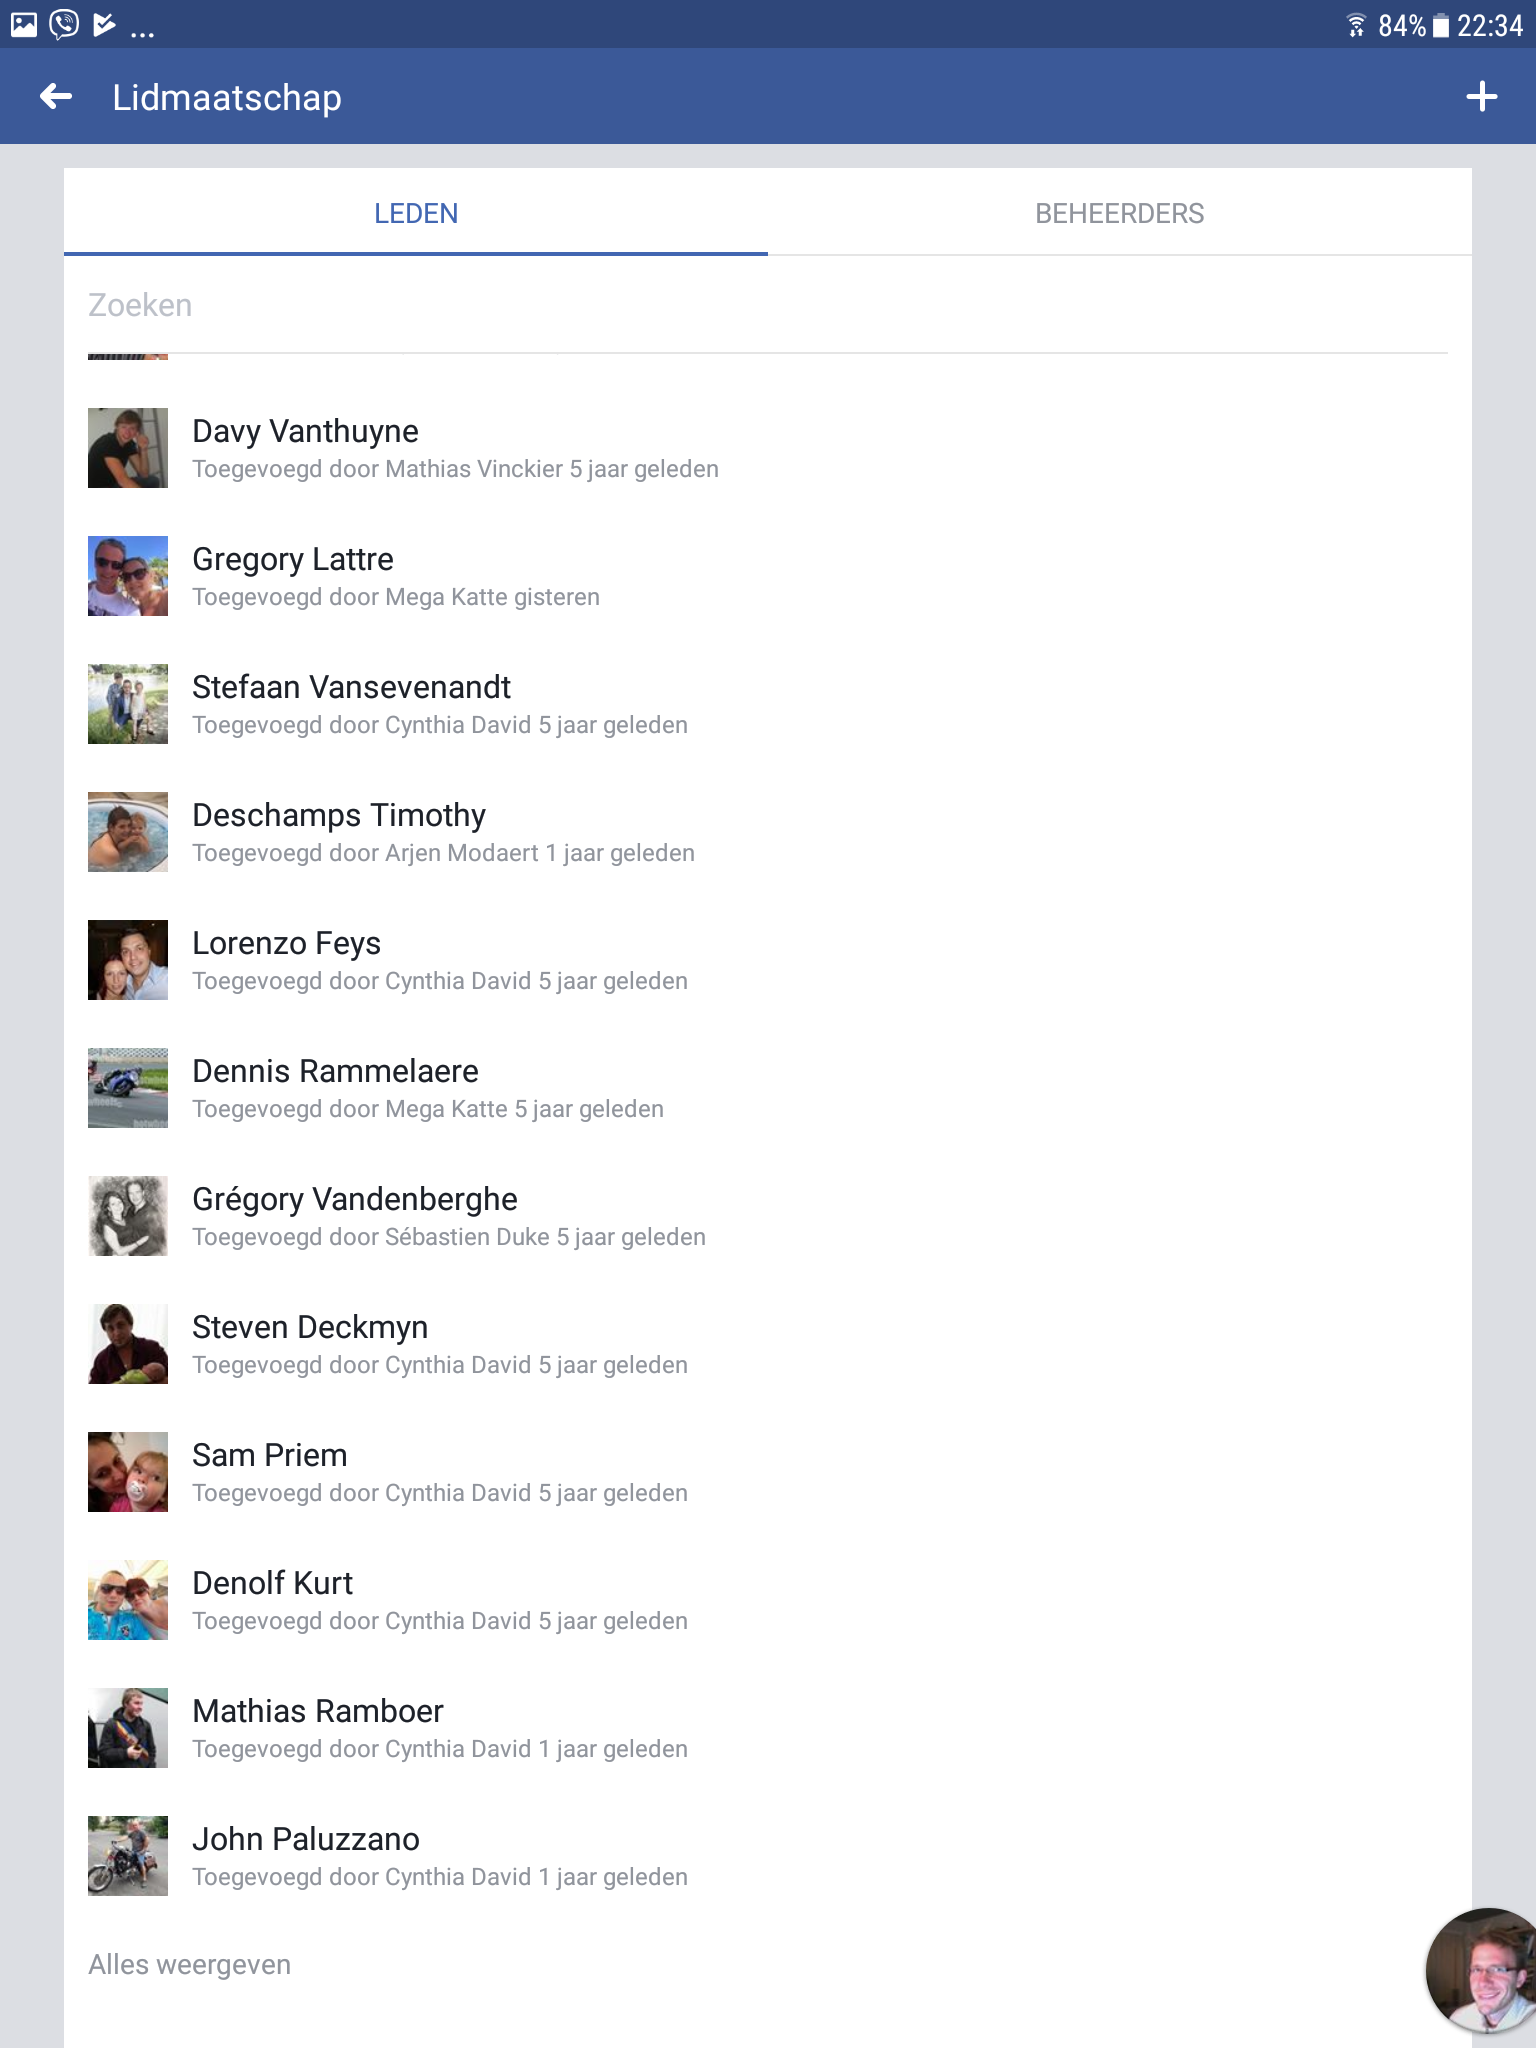 84% 22:34
Lidmaatschap
LEDEN
BEHEERDERS
Zoeken
Davy Vanthuyne
Toegevoegd door Mathias Vinckier 5 jaar geleden
Gregory Lattre
Toegevoegd door Mega Katte gisteren
Stefaan Vansevenandt
Toegevoegd door Cynthia David 5 jaar geleden
Deschamps Timothy
Toegevoegd door Arjen Modaert 1 jaar geleden
Lorenzo Feys
Toegevoegd door Cynthia David 5 jaar geleden
Dennis Rammelaere
Toegevoegd door Mega Katte 5 jaar geleden
Grégory Vandenberghe
Toegevoegd door Sébastien Duke 5 jaar geleden
Steven Deckmyn
Toegevoegd door Cynthia David 5 jaar geleden
Sam Priem
Toegevoegd door Cynthia David 5 jaar geleden
Denolf Kurt
Toegevoegd door Cynthia David 5 jaar geleden
Mathias Ramboer
Toegevoegd door Cynthia David 1 jaar geleden
John Paluzzano
Toegevoegd door Cynthia David 1 jaar geleden
Alles weergeven